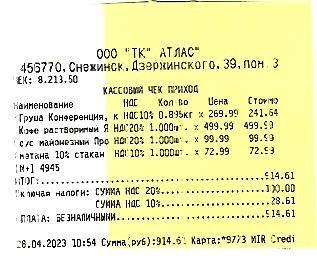 ООО "ТК" АТЛАС"
456770, Снежинск, Дзержинского, 39, пом. 3
ЧЕК: 8.213.50
КАССОВЫЙ ЧЕК ПРИХОД
Наименование НДС Кол-во Цена Стоимо
Груша Конференция, к НДС10% 0.895кг x 269.99 241.64
Кофе растворимый Я НДС20% 1.000шт. x 499.99 499.99
оус майонезный Про НДС20% 1.000шт. x 99.99 99.99
метана 10% стакан НДС10% 1.000шт. x 72.99 72.99
[М+] 4945
ИТОГ: 914.61
ключая налоги: СУММА НДС 20% 100.00
СУММА НДС 10% 28.61
ПЛАТА: БЕЗНАЛИЧНЫМИ 914.61
28.04.2023 10:54 Сумма(руб):914.61 Карта:*9773 MIR Credi